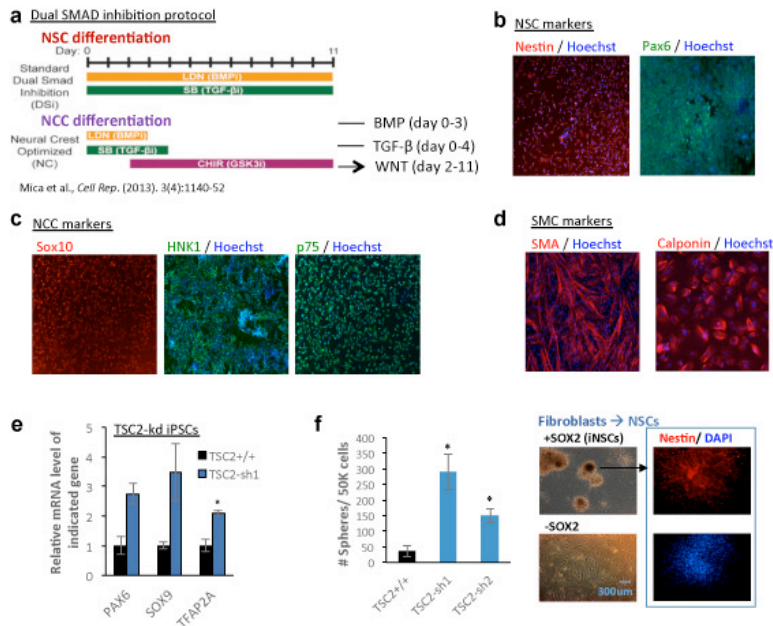 a Dual SMAD inhibition protocol
NSC differentiation
Day: 0 11
Standard
Dual Smad
Inhibition
(DSi)
LDN (BMPi)
SB (TGF-βi)
NCC differentiation
Neural Crest
Optimized
(NC)
LDN (BMPi)
SB (TGF-βi)
CHIR (GSK3i)
BMP (day 0-3)
TGF-β (day 0-4)
WNT (day 2-11)
Mica et al., Cell Rep. (2013). 3(4):1140-52
b NSC markers
Nestin / Hoechst
Pax6 / Hoechst
c NCC markers
Sox10
HNK1 / Hoechst
p75 / Hoechst
d SMC markers
SMA / Hoechst
Calponin / Hoechst
e TSC2-kd iPSCs
TSC2+/+
TSC2-sh1
Relative mRNA level of
indicated gene
5
4
3
2
1
0
*
PAX6
SOX9
TFAP2A
f
# Spheres/ 50K cells
400
350
300
250
200
150
100
50
0
*
*
TSC2+/+
TSC2-sh1
TSC2-sh2
Fibroblasts → NSCs
+SOX2 (iNSCs)
Nestin/ DAPI
-SOX2
300um